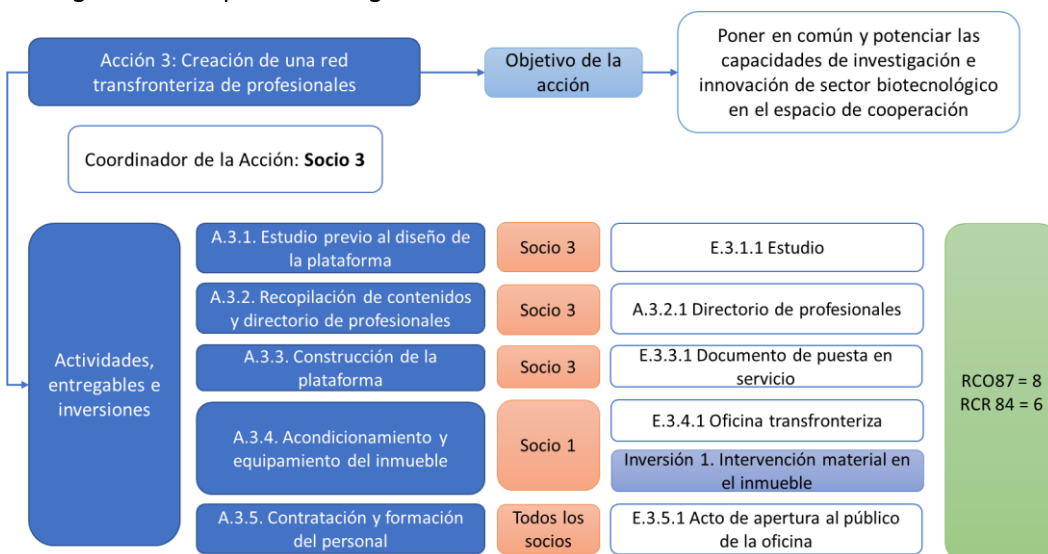 Acción 3: Creación de una red
transfronteriza de profesionales
Objetivo de la
acción
Poner en común y potenciar las
capacidades de investigación e
innovación de sector biotecnológico
en el espacio de cooperación
Coordinador de la Acción: Socio 3
Actividades,
entregables e
inversiones
A.3.1. Estudio previo al diseño de
la plataforma
Socio 3
E.3.1.1 Estudio
A.3.2. Recopilación de contenidos
y directorio de profesionales
Socio 3
A.3.2.1 Directorio de profesionales
A.3.3. Construcción de la
plataforma
Socio 3
E.3.3.1 Documento de puesta en
servicio
A.3.4. Acondicionamiento y
equipamiento del inmueble
Socio 1
E.3.4.1 Oficina transfronteriza
Inversión 1. Intervención material en
el inmueble
A.3.5. Contratación y formación
del personal
Todos los
socios
E.3.5.1 Acto de apertura al público
de la oficina
RCO87 = 8
RCR 84 = 6